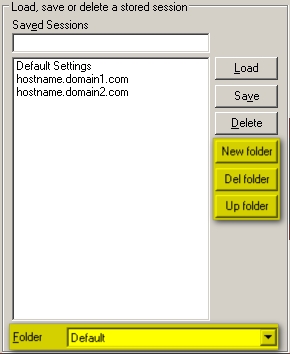 Load, save or delete a stored session
Saved Sessions
Default Settings
hostname.domain1.com
hostname.domain2.com
Load
Save
Delete
New folder
Del folder
Up folder
Folder
Default